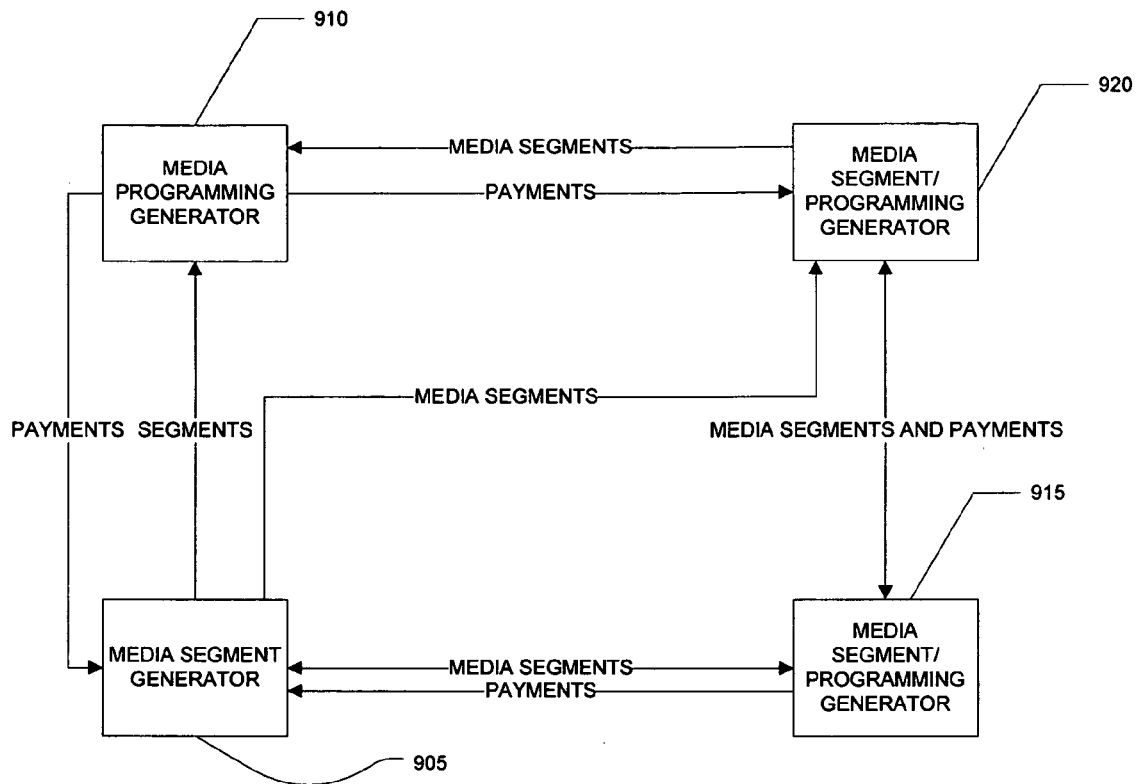 910
920
MEDIA
PROGRAMMING
GENERATOR
MEDIA SEGMENTS
PAYMENTS
MEDIA
SEGMENT/
PROGRAMMING
GENERATOR
MEDIA SEGMENTS
PAYMENTS SEGMENTS
MEDIA SEGMENTS AND PAYMENTS
915
MEDIA SEGMENT
GENERATOR
MEDIA SEGMENTS
PAYMENTS
MEDIA
SEGMENT/
PROGRAMMING
GENERATOR
905